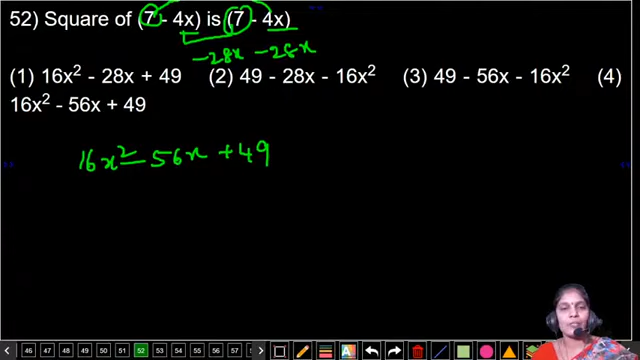 52) Square of (7 - 4x) is (7 - 4x)
-28x -28x
(1) 16x² - 28x + 49 (2) 49 - 28x - 16x² (3) 49 - 56x - 16x² (4)
16x² - 56x + 49
16x² - 56x + 49
46 47 48 49 50 51 52 53 54 55 56 57 58